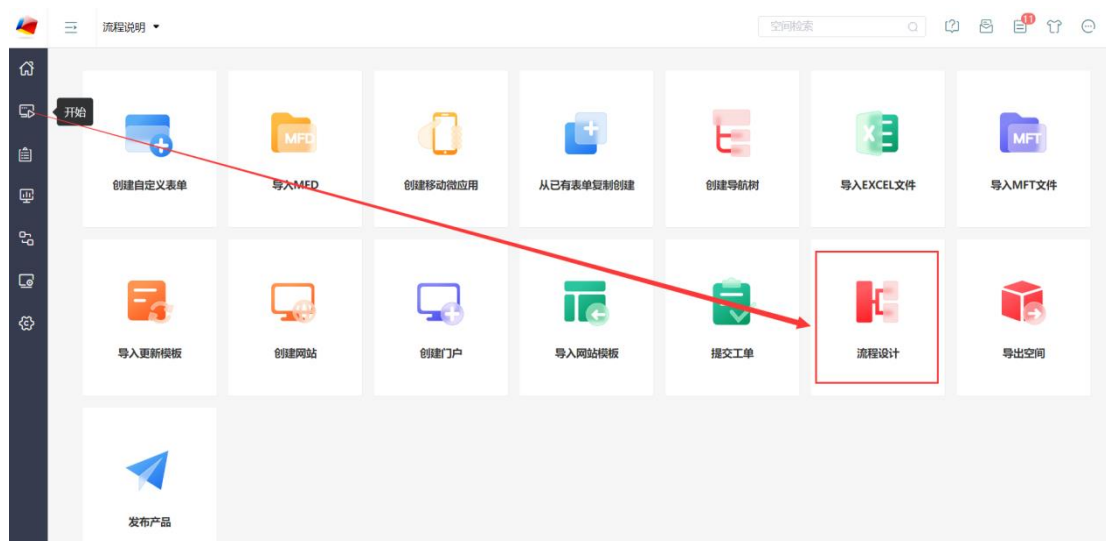 流程说明
空间检索
11
开始
MFD
MFT
创建自定义表单
导入MFD
创建移动微应用
从已有表单复制创建
创建导航树
导入EXCEL文件
导入MFT文件
导入更新模板
创建网站
创建门户
导入网站模板
提交工单
流程设计
导出空间
发布产品